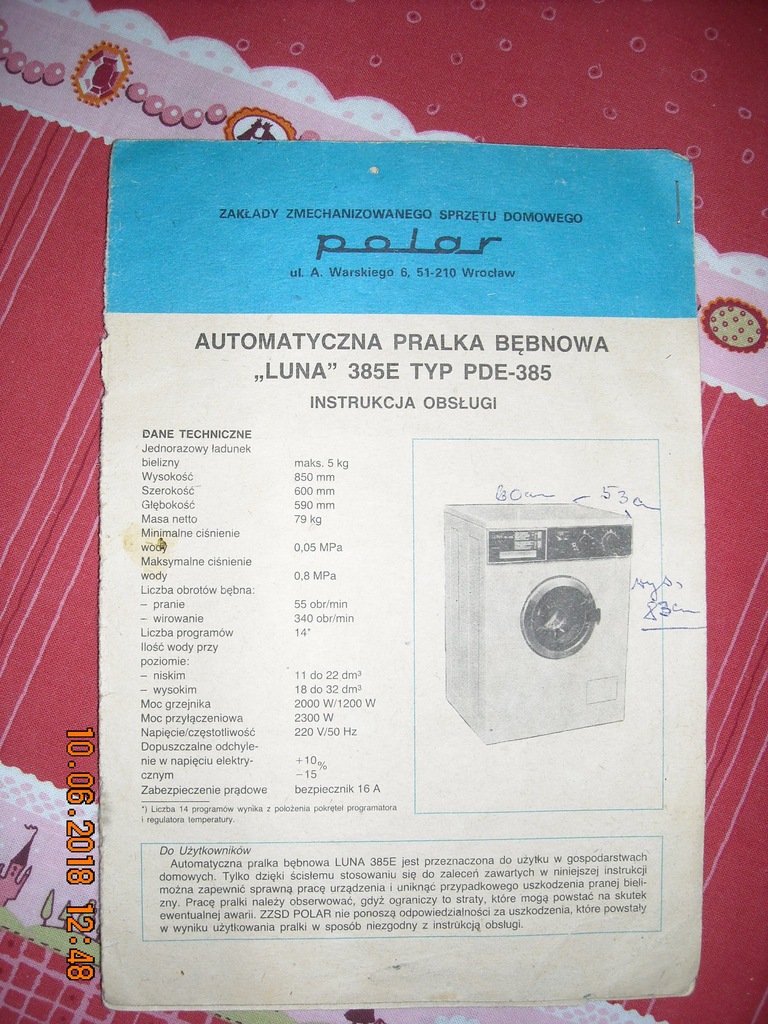 ZAKŁADY ZMECHANIZOWANEGO SPRZĘTU DOMOWEGO
polar
ul. A. Warskiego 6, 51-210 Wrocław
AUTOMATYCZNA PRALKA BĘBNOWA
„LUNA” 385E TYP PDE-385
INSTRUKCJA OBSŁUGI
DANE TECHNICZNE
Jednorazowy ładunek
bielizny maks. 5 kg
Wysokość 850 mm
Szerokość 600 mm
Głębokość 590 mm
Masa netto 79 kg
Minimalne ciśnienie
wody 0,05 MPa
Maksymalne ciśnienie
wody 0,8 MPa
Liczba obrotów bębna:
– pranie 55 obr/min
– wirowanie 340 obr/min
Liczba programów 14*
Ilość wody przy
poziomie:
– niskim 11 do 22 dm³
– wysokim 18 do 32 dm³
Moc grzejnika 2000 W/1200 W
Moc przyłączeniowa 2300 W
Napięcie/częstotliwość 220 V/50 Hz
Dopuszczalne odchyle-
nie w napięciu elektry- +10%
cznym –15
Zabezpieczenie prądowe bezpiecznik 16 A
*) Liczba 14 programów wynika z położenia pokręteł programatora
i regulatora temperatury.
60cm – 53cm
wys.
83cm
Do Użytkowników
Automatyczna pralka bębnowa LUNA 385E jest przeznaczona do użytku w gospodarstwach
domowych. Tylko dzięki ścisłemu stosowaniu się do zaleceń zawartych w niniejszej instrukcji
można zapewnić sprawną pracę urządzenia i uniknąć przypadkowego uszkodzenia pranej bieli-
zny. Pracę pralki należy obserwować, gdyż ograniczy to straty, które mogą powstać na skutek
ewentualnej awarii. ZZSD POLAR nie ponoszą odpowiedzialności za uszkodzenia, które powstały
w wyniku użytkowania pralki w sposób niezgodny z instrukcją obsługi.
10.06.2018 12:48